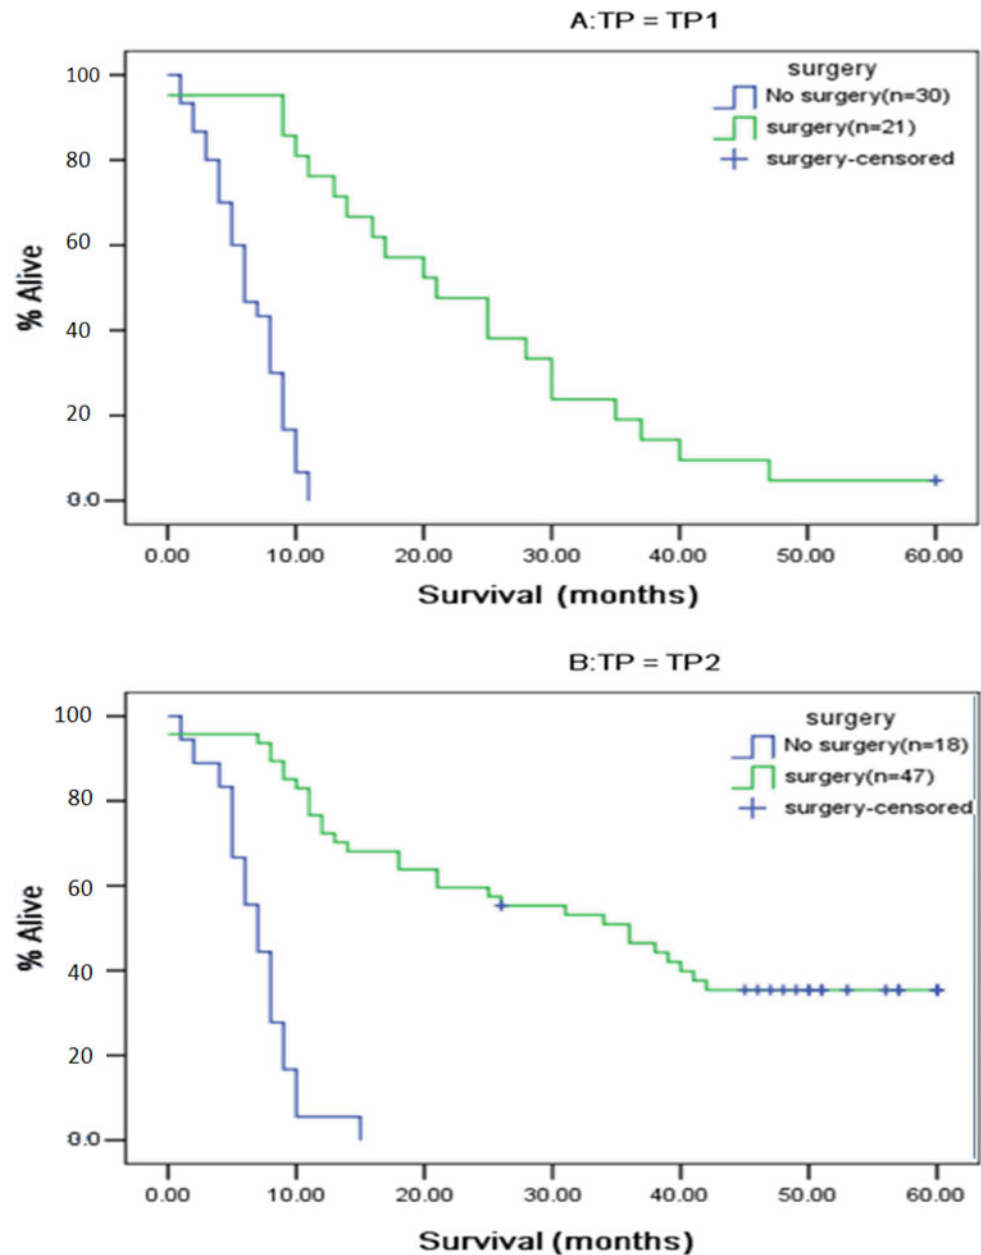 A:TP = TP1
surgery
No surgery(n=30)
surgery(n=21)
surgery-censored
100
80
60
40
20
0.0
% Alive
0.00 10.00 20.00 30.00 40.00 50.00 60.00
Survival (months)
B:TP = TP2
surgery
No surgery(n=18)
surgery(n=47)
surgery-censored
100
80
60
40
20
0.0
% Alive
0.00 10.00 20.00 30.00 40.00 50.00 60.00
Survival (months)